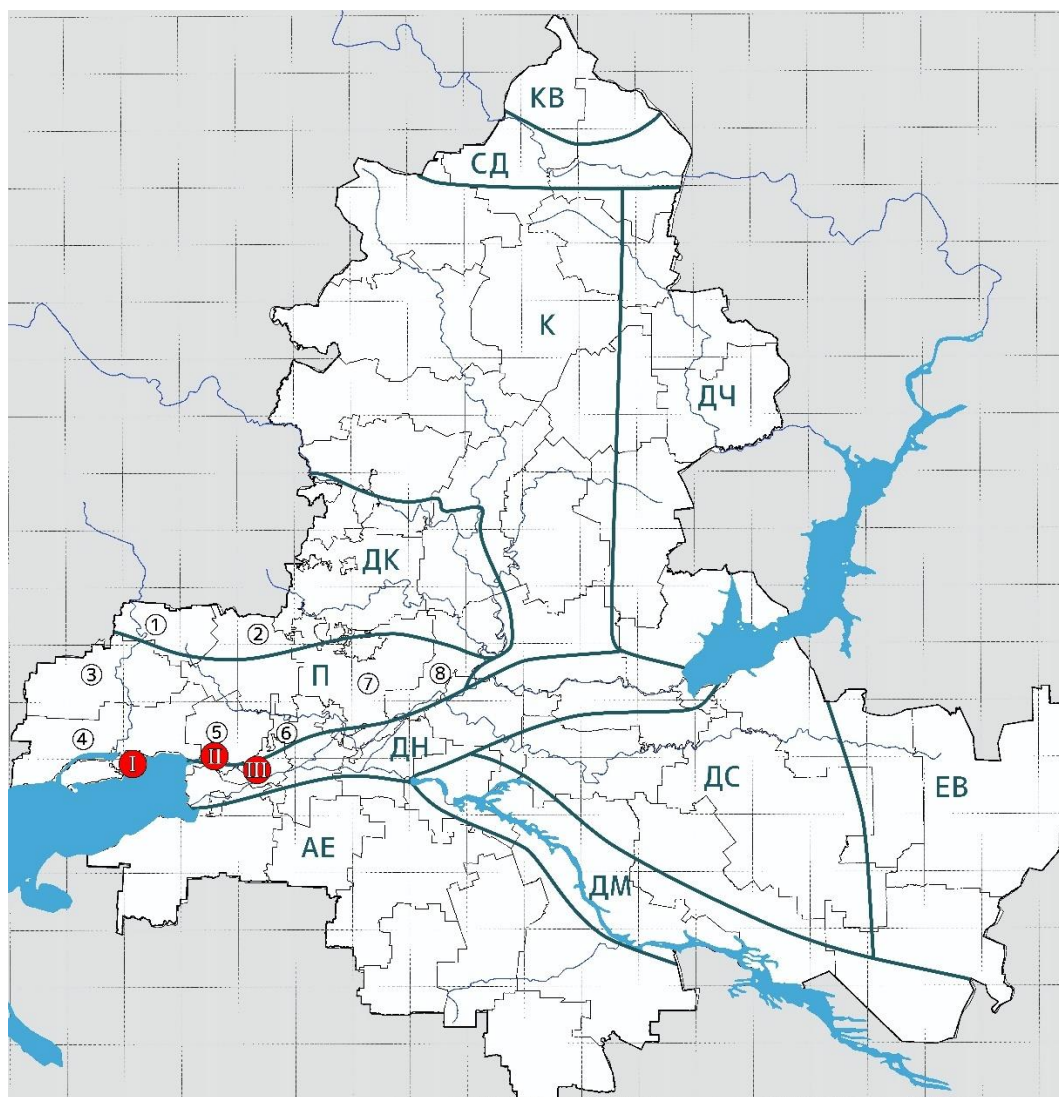 КВ
СД
К
ДЧ
ДК
①
②
③
П
⑦
⑧
④
⑤
⑥
ДН
I
II
III
ДС
ЕВ
АЕ
ДМ